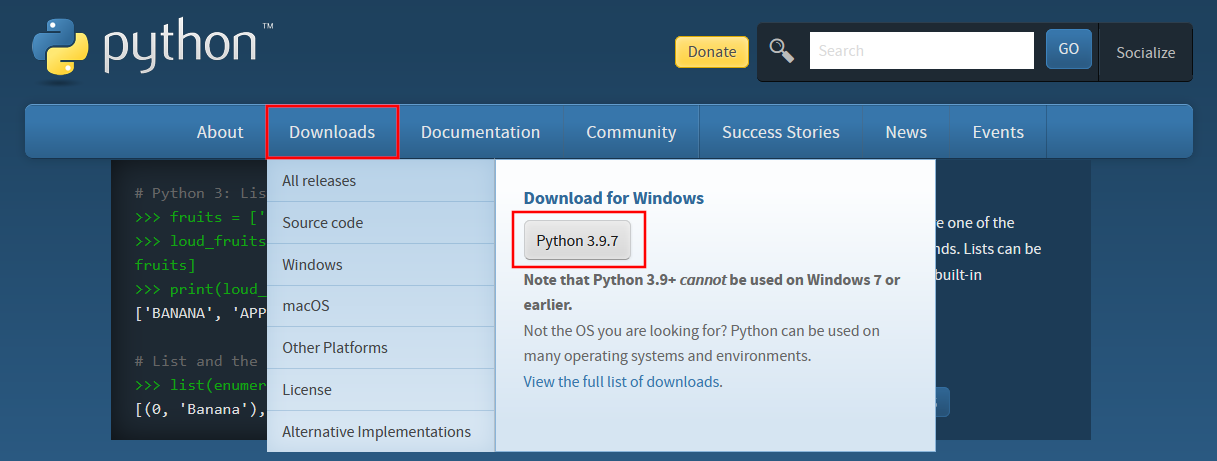 python™
Donate
Search
GO
Socialize
About
Downloads
Documentation
Community
Success Stories
News
Events
All releases
Source code
Windows
macOS
Other Platforms
License
Alternative Implementations
Download for Windows
Python 3.9.7
Note that Python 3.9+ cannot be used on Windows 7 or
earlier.
Not the OS you are looking for? Python can be used on
many operating systems and environments.
View the full list of downloads.
# Python 3: Lis
>>> fruits = ['
>>> loud_fruits
fruits]
>>> print(loud_
['BANANA', 'APP
# List and the
>>> list(enumer
[(0, 'Banana'),
one of the
Lists can be
built-in